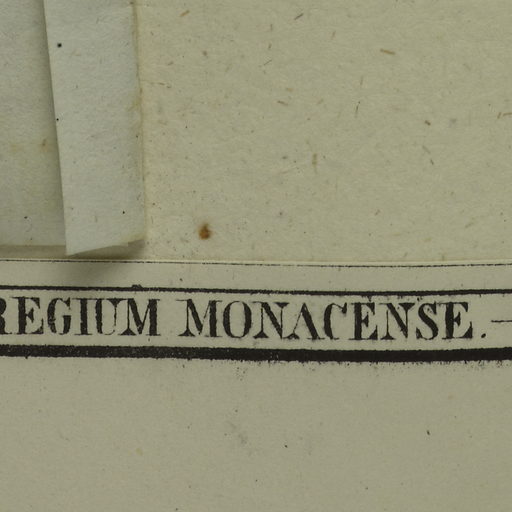 REGIUM MONACENSE. —